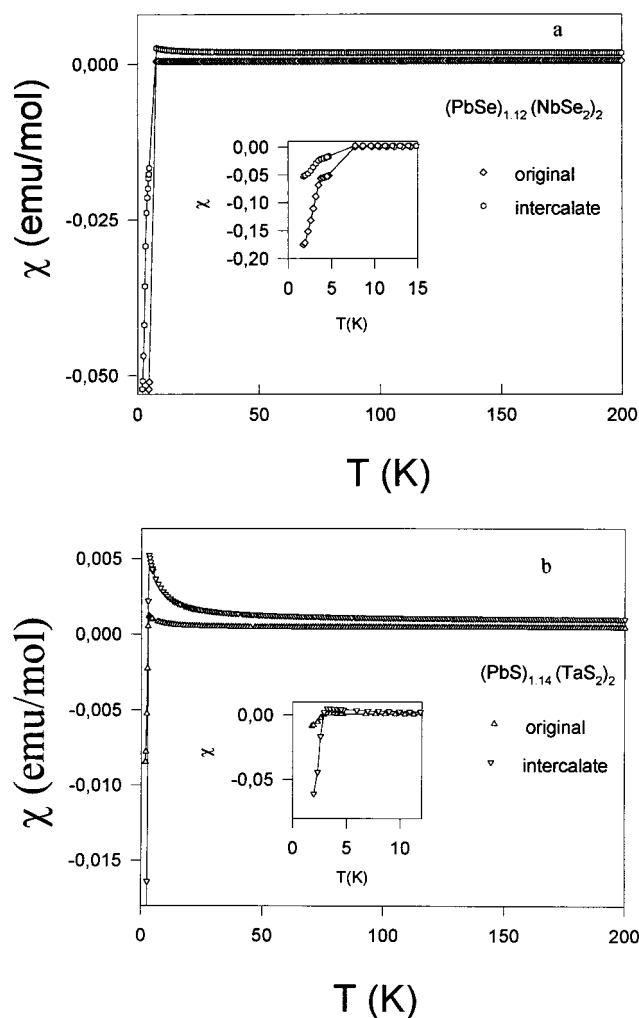 a
0,000
-0,025
-0,050
χ (emu/mol)
(PbSe)1.12(NbSe2)2
original
intercalate
0,00
-0,05
-0,10
-0,15
-0,20
χ
0 5 10 15
T(K)
0 50 100 150 200
T (K)
b
0,005
0,000
-0,005
-0,010
-0,015
χ (emu/mol)
(PbS)1.14(TaS2)2
original
intercalate
0,00
-0,05
χ
0 5 10
T(K)
0 50 100 150 200
T (K)